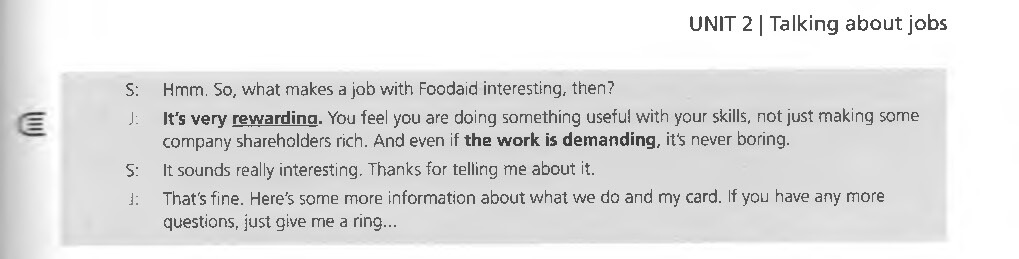 UNIT 2 | Talking about jobs
S: Hmm. So, what makes a job with Foodaid interesting, then?
J: It's very rewarding. You feel you are doing something useful with your skills, not just making some
company shareholders rich. And even if the work is demanding, it's never boring.
S: It sounds really interesting. Thanks for telling me about it.
J: That's fine. Here's some more information about what we do and my card. If you have any more
questions, just give me a ring...